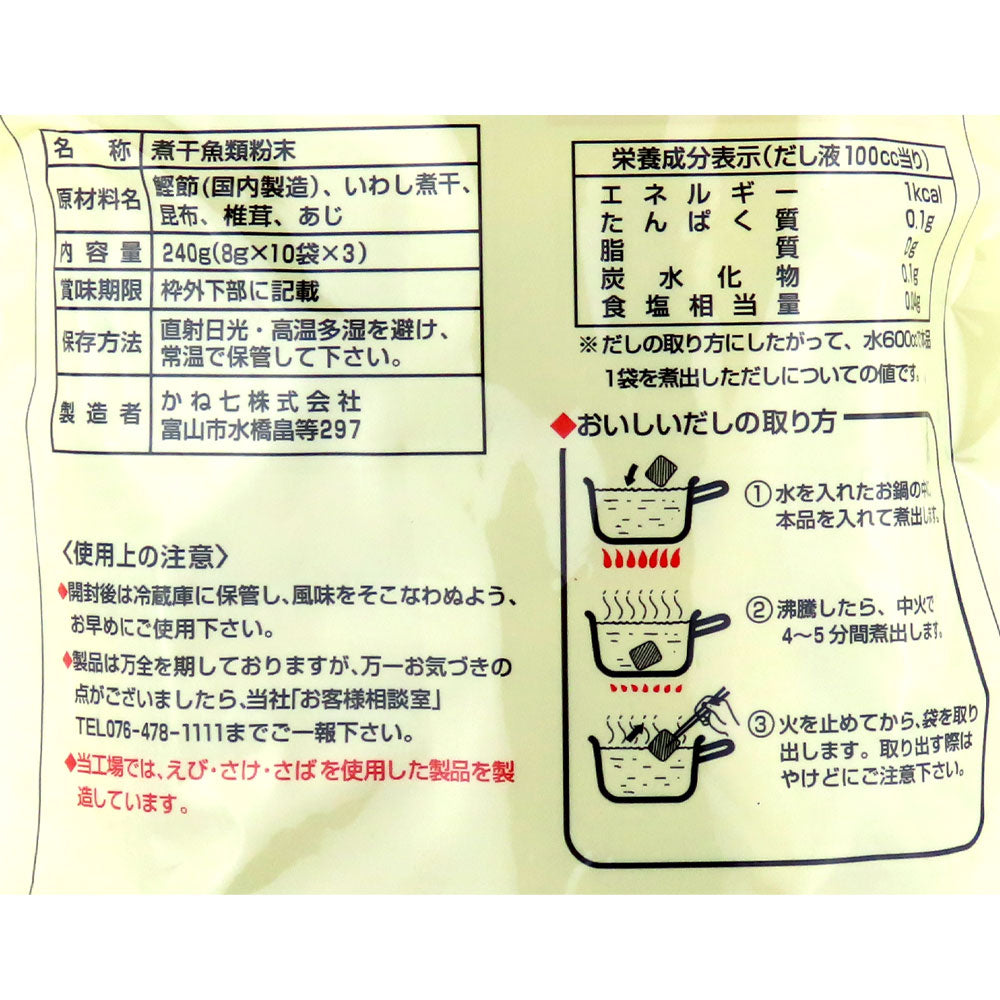 名称 煮干魚類粉末
原材料名 鰹節(国内製造)、いわし煮干、
昆布、椎茸、あじ
内容量 240g(8g×10袋×3)
賞味期限 枠外下部に記載
保存方法 直射日光・高温多湿を避け、
常温で保管して下さい。
製造者 かね七株式会社
富山市水橋畠等297
〈使用上の注意〉
◆開封後は冷蔵庫に保管し、風味をそこなわぬよう、
お早めにご使用下さい。
◆製品は万全を期しておりますが、万一お気づきの
点がございましたら、当社「お客様相談室」
TEL076-478-1111までご一報下さい。
◆当工場では、えび・さけ・さばを使用した製品を製
造しています。
栄養成分表示(だし液100cc当り)
エネルギー 1kcal
たんぱく質 0.1g
脂質 0g
炭水化物 0.1g
食塩相当量 0.04g
※だしの取り方にしたがって、水600ccで本品
1袋を煮出しただしについての値です。
◆おいしいだしの取り方
①水を入れたお鍋の中に
本品を入れて煮出します。
②沸騰したら、中火で
4〜5分間煮出します。
③火を止めてから、袋を取り
出します。取り出す際は
やけどにご注意下さい。